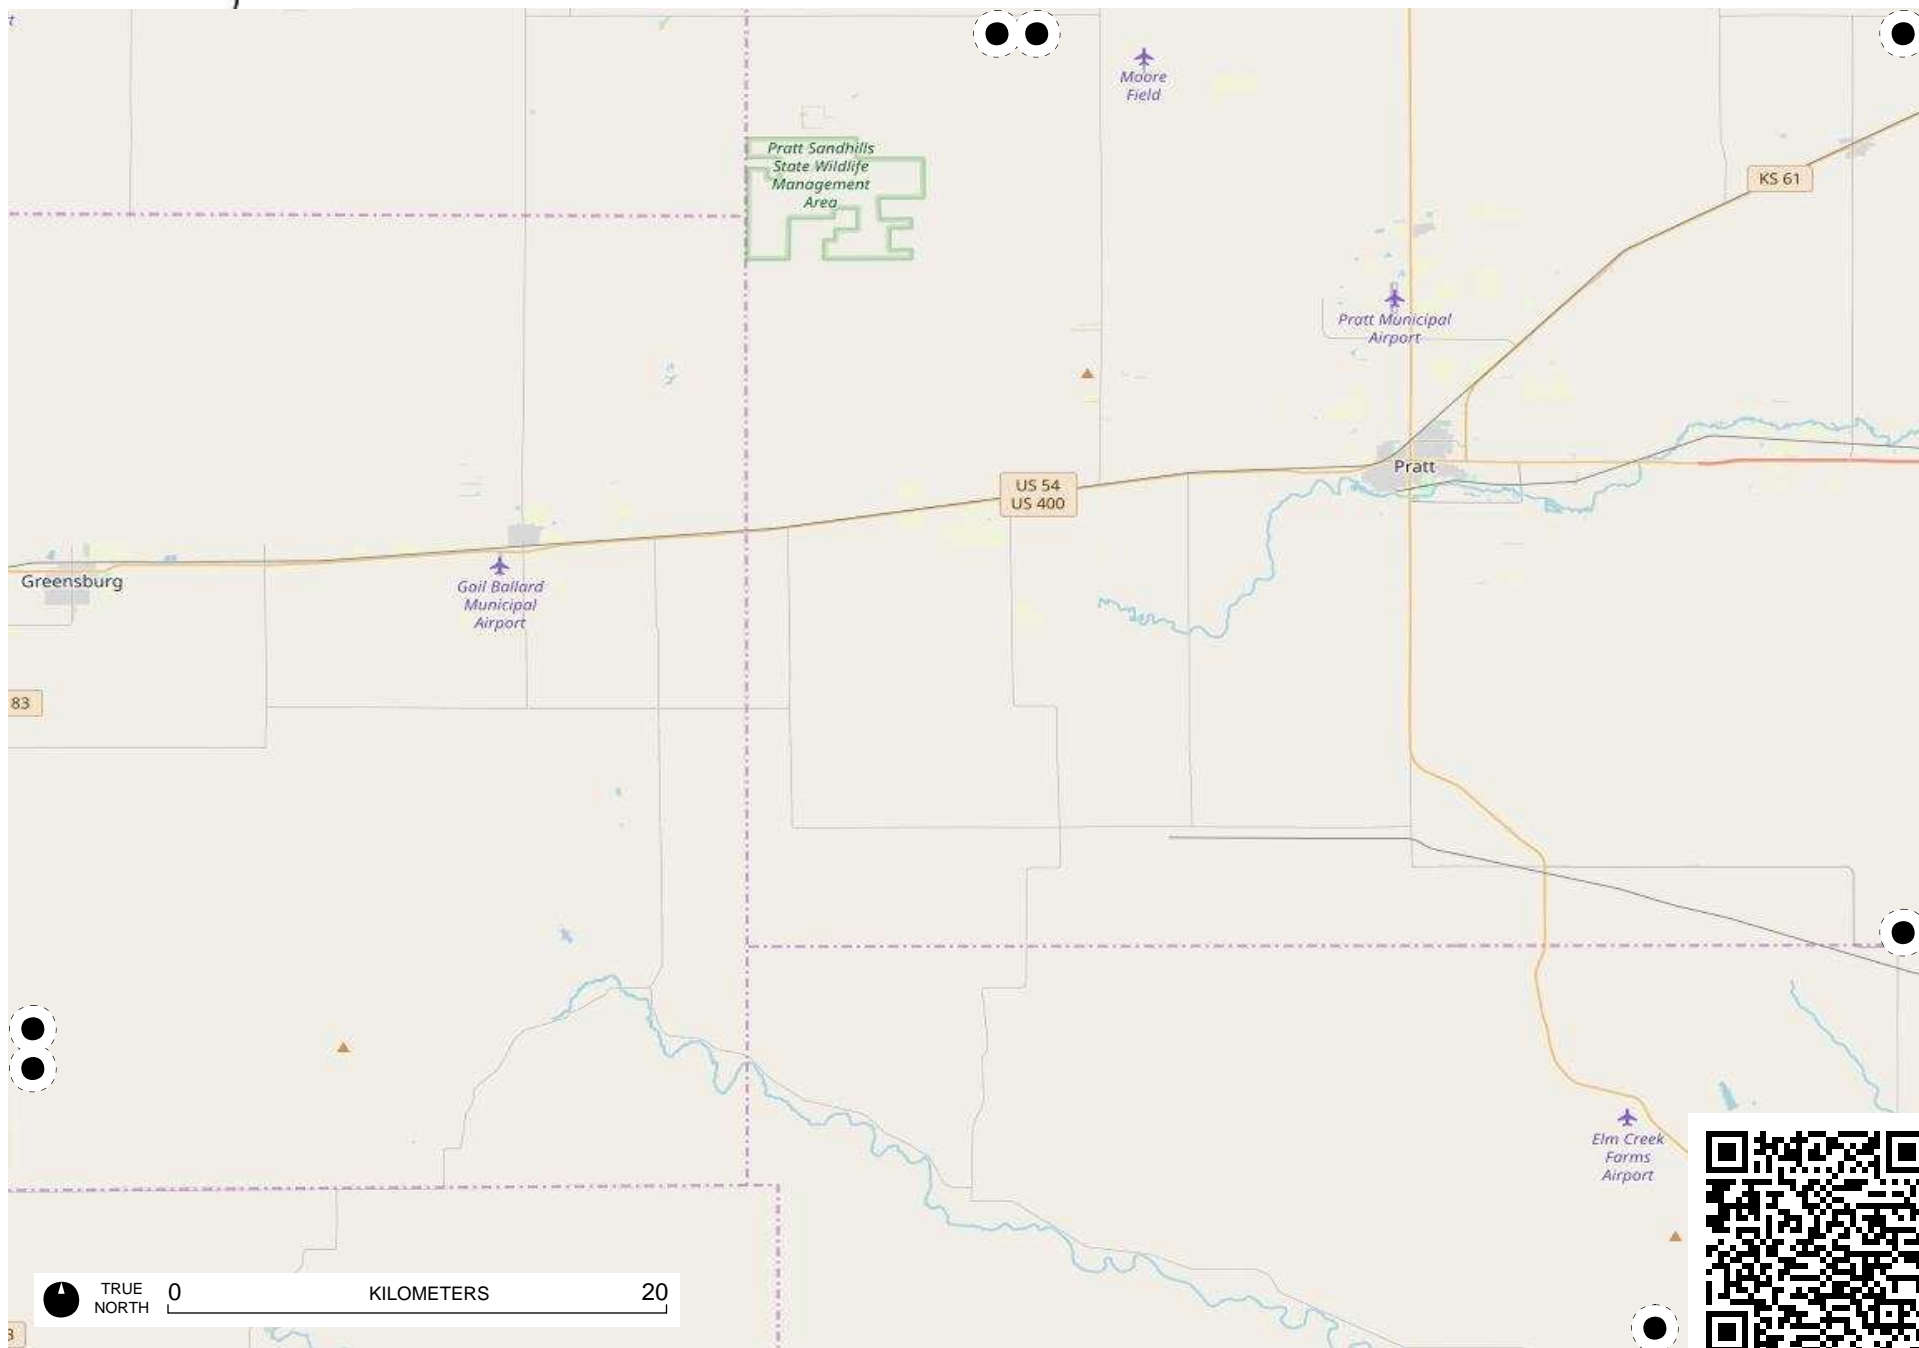 Moore
Field
Pratt Sandhills
State Wildlife
Management
Area
KS 61
Pratt Municipal
Airport
Pratt
US 54
US 400
Greensburg
Gail Ballard
Municipal
Airport
83
Elm Creek
Farms
Airport
TRUE
NORTH
0
KILOMETERS
20